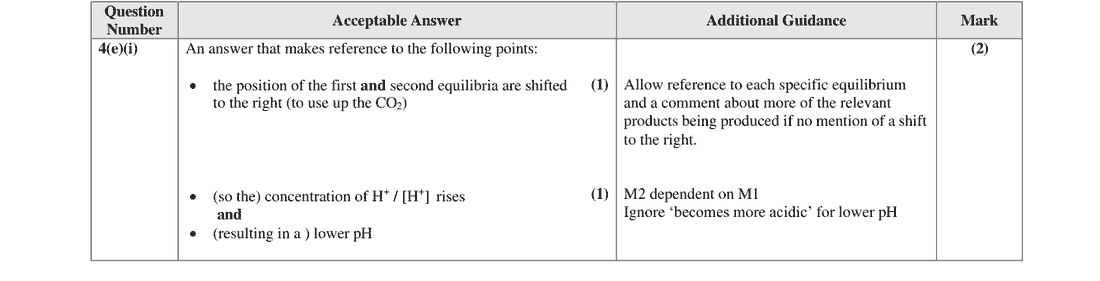 Question Number
Acceptable Answer
Additional Guidance
Mark
4(e)(i)
An answer that makes reference to the following points:
(2)
• the position of the first and second equilibria are shifted (1)
to the right (to use up the CO₂)
Allow reference to each specific equilibrium
and a comment about more of the relevant
products being produced if no mention of a shift
to the right.
• (so the) concentration of H⁺ / [H⁺] rises (1)
and
• (resulting in a ) lower pH
M2 dependent on M1
Ignore ‘becomes more acidic’ for lower pH